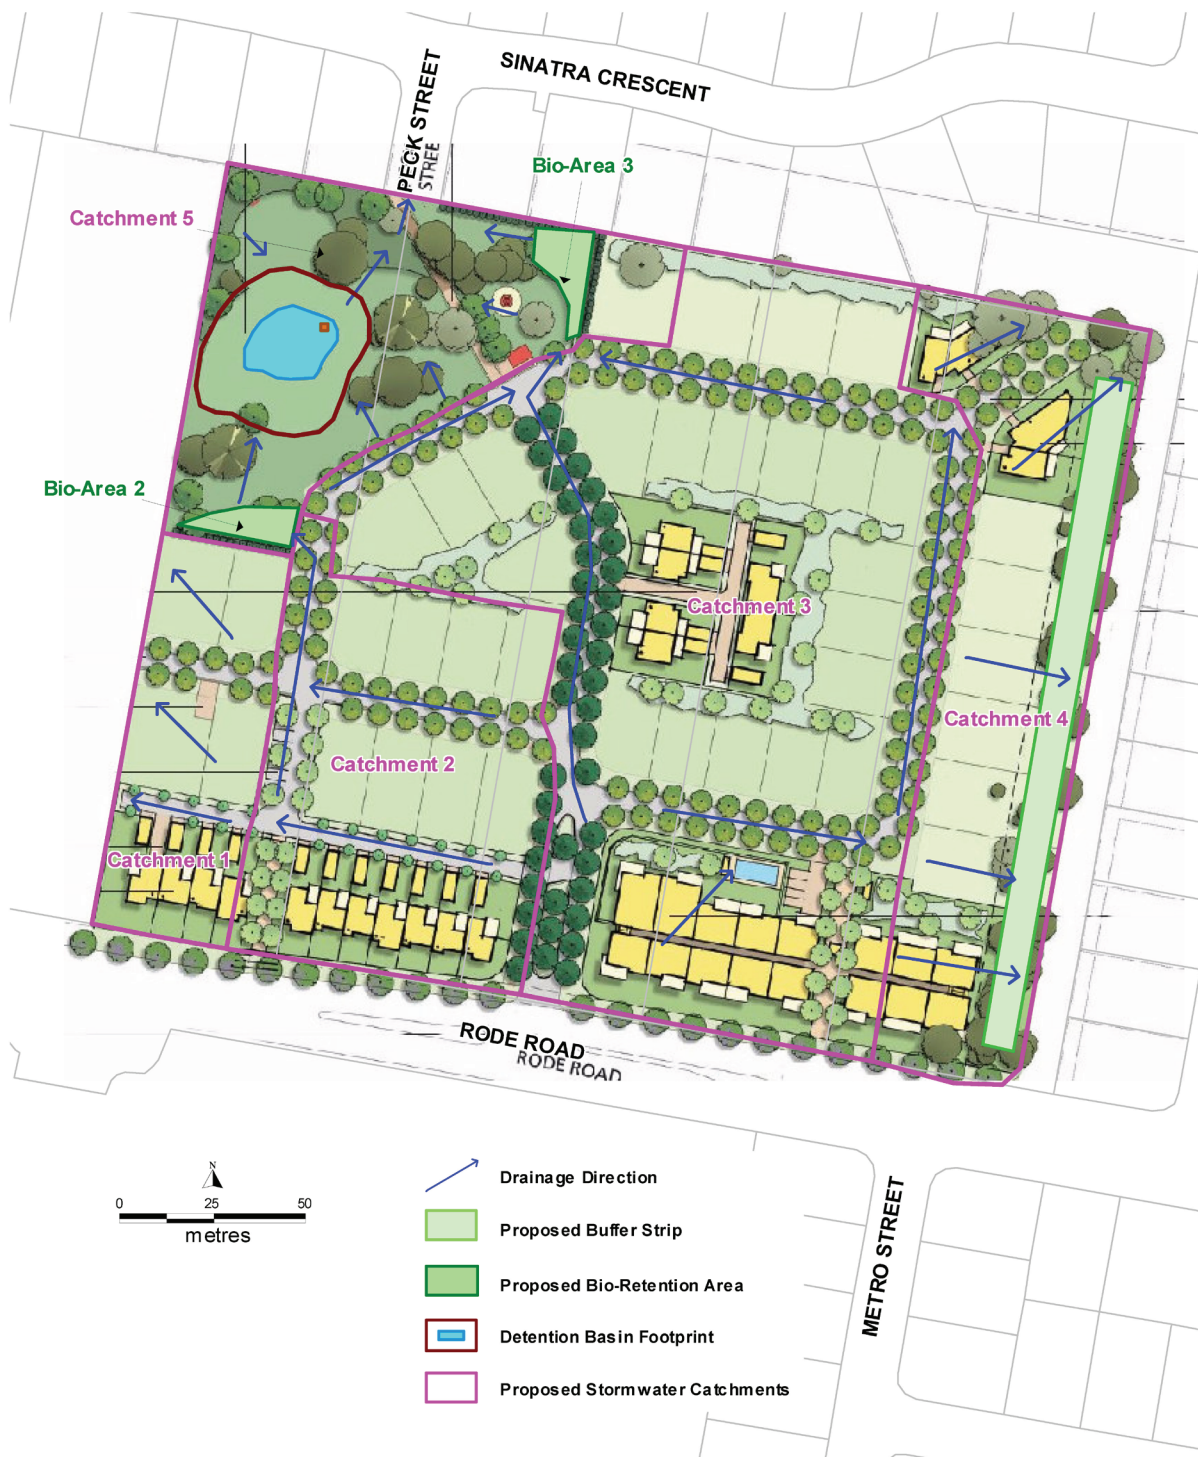 SINATRA CRESCENT
PECK STREET
STREE
Bio-Area 3
Catchment 5
Bio-Area 2
Catchment 3
Catchment 4
Catchment 2
Catchment 1
RODE ROAD
RODE ROAD
N
0 25 50
metres
Drainage Direction
Proposed Buffer Strip
Proposed Bio-Retention Area
Detention Basin Footprint
Proposed Stormwater Catchments
METRO STREET